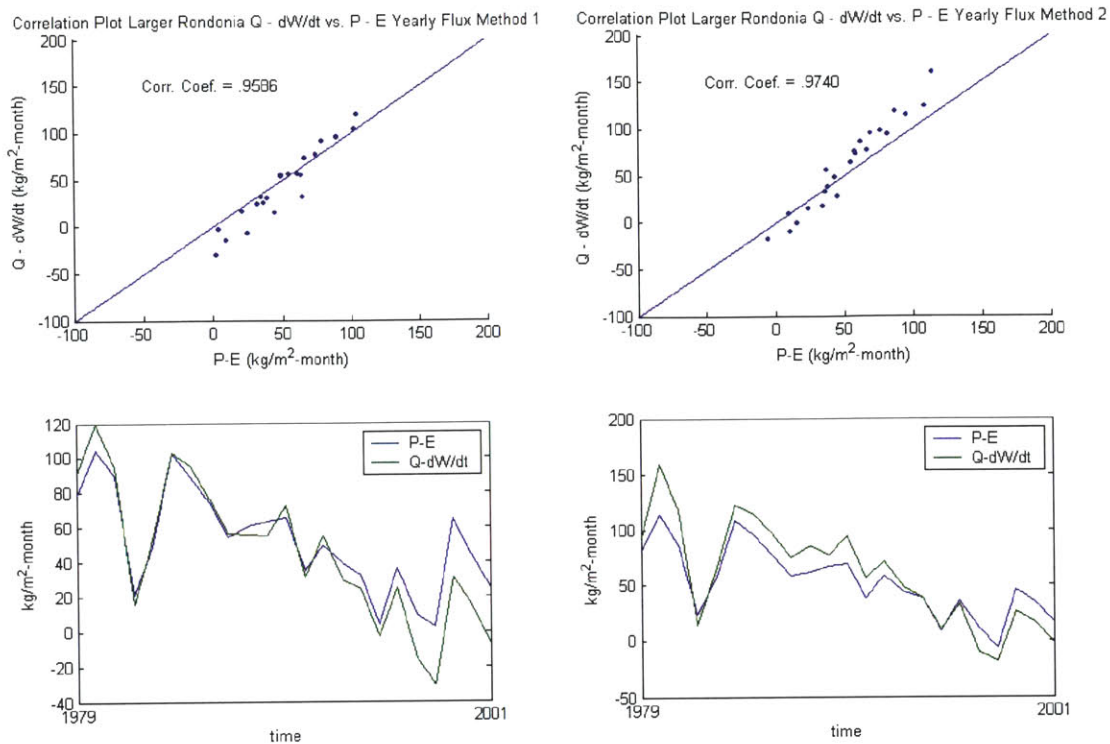 Correlation Plot Larger Rondonia Q - dW/dt vs. P - E Yearly Flux Method 1
200
150
100
50
0
-50
-100
Q - dW/dt (kg/m²-month)
Corr. Coef. = .9586
-100
-50
0
50
100
150
200
P-E (kg/m²-month)
Correlation Plot Larger Rondonia Q - dW/dt vs. P - E Yearly Flux Method 2
200
150
100
50
0
-50
-100
Q - dW/dt (kg/m²-month)
Corr. Coef. = .9740
-100
-50
0
50
100
150
200
P-E (kg/m²-month)
120
100
80
60
40
20
0
-20
-40
kg/m²-month
P-E
Q-dW/dt
1979
2001
time
200
150
100
50
0
-50
kg/m²-month
P-E
Q-dW/dt
1979
2001
time